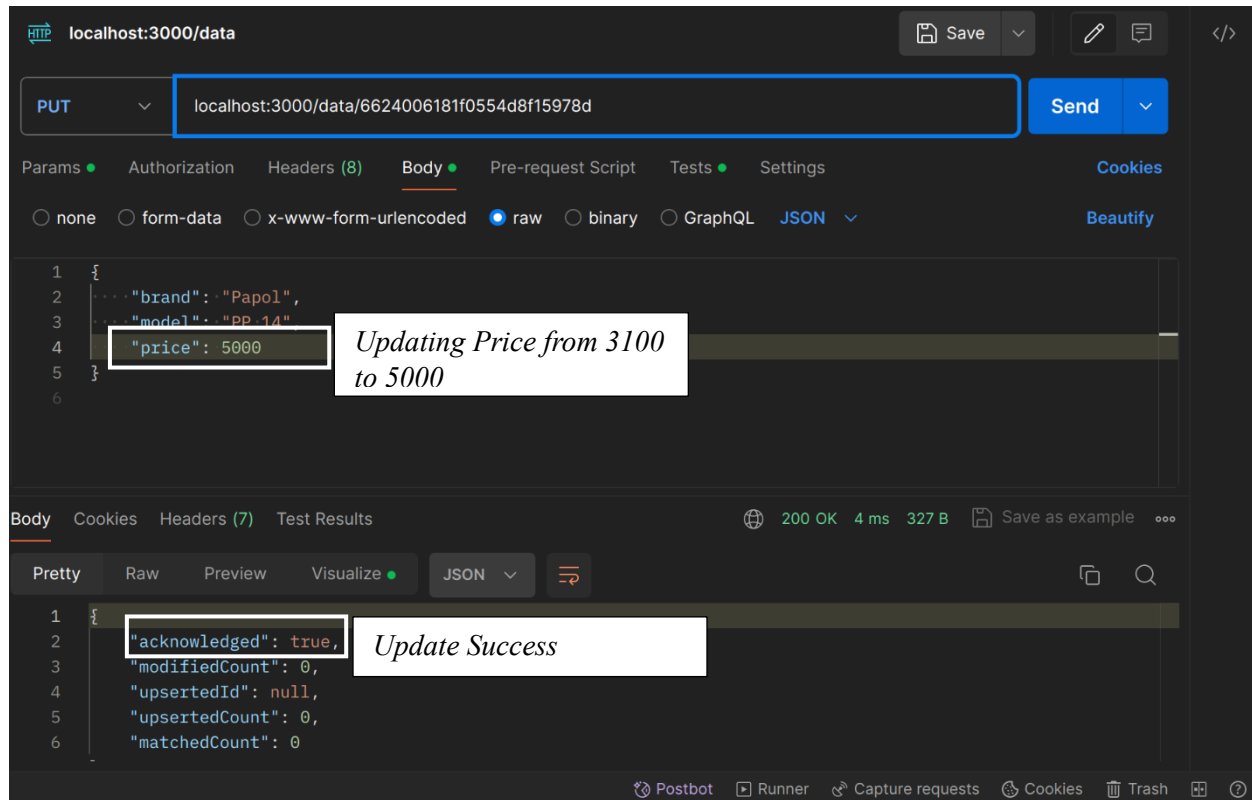 HTTP localhost:3000/data Save </>
PUT localhost:3000/data/6624006181f0554d8f15978d Send
Params Authorization Headers (8) Body Pre-request Script Tests Settings Cookies
none form-data x-www-form-urlencoded raw binary GraphQL JSON Beautify
1 {
2 "brand": "Papol",
3 "model": "PP 14",
4 "price": 5000
5 }
6
Updating Price from 3100
to 5000
Body Cookies Headers (7) Test Results 200 OK 4 ms 327 B Save as example
Pretty Raw Preview Visualize JSON
1 {
2 "acknowledged": true,
3 "modifiedCount": 0,
4 "upsertedId": null,
5 "upsertedCount": 0,
6 "matchedCount": 0
Update Success
Postbot Runner Capture requests Cookies Trash